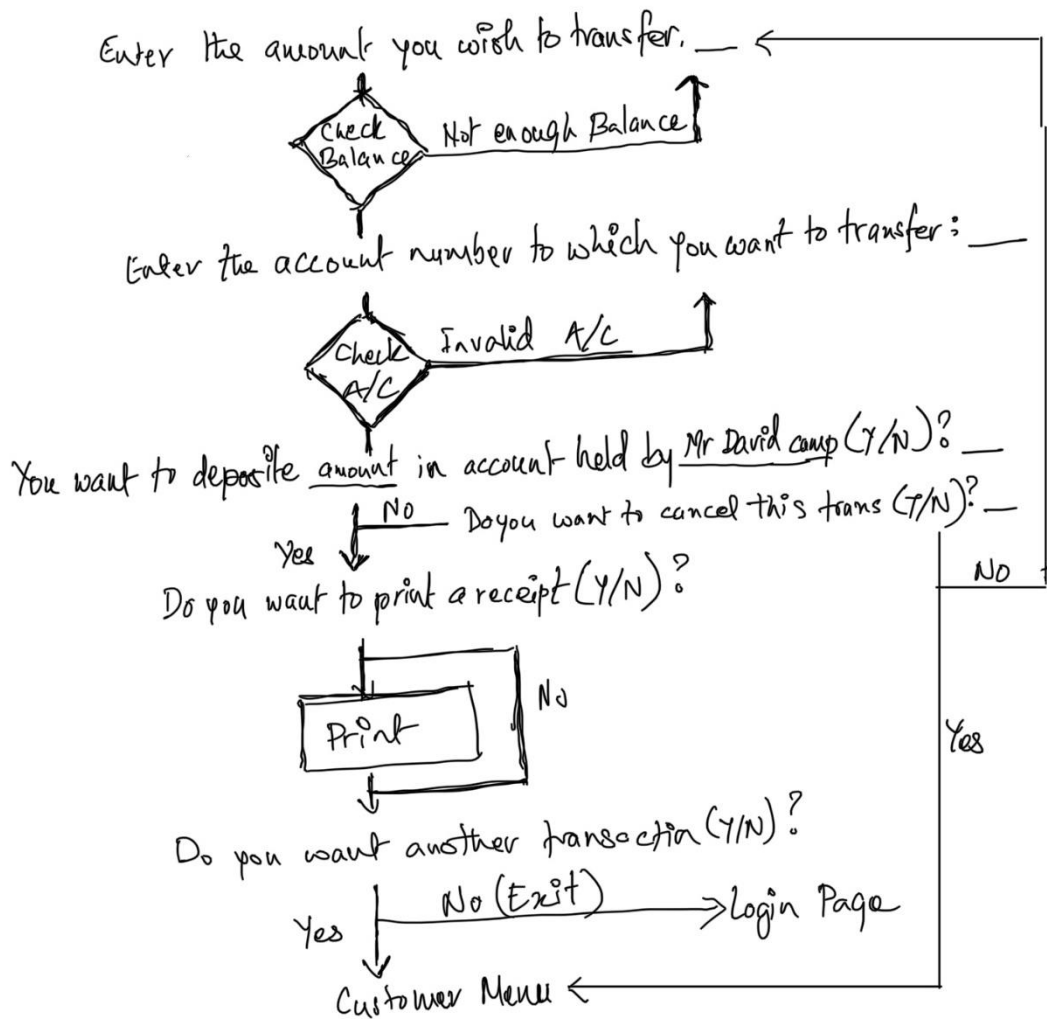 Enter the amount you wish to transfer. __
Check
Balance
Not enough Balance
Enter the account number to which you want to transfer: __
Check
A/C
Invalid A/C
You want to deposite amount in account held by Mr David camp (Y/N)? __
No
Do you want to cancel this trans (Y/N)? __
Yes
No
Do you want to print a receipt (Y/N)?
Print
No
Yes
Do you want another transactin (Y/N)?
No (Exit)
Login Page
Yes
Customer Menu